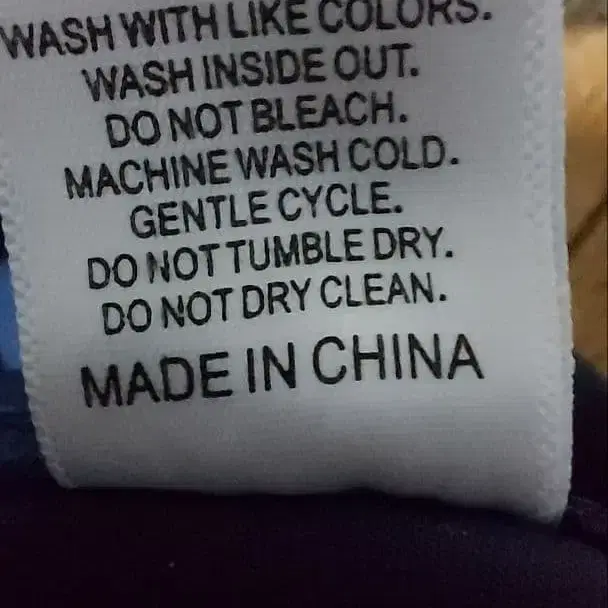 WASH WITH LIKE COLORS.
WASH INSIDE OUT.
DO NOT BLEACH.
MACHINE WASH COLD.
GENTLE CYCLE.
DO NOT TUMBLE DRY.
DO NOT DRY CLEAN.
MADE IN CHINA